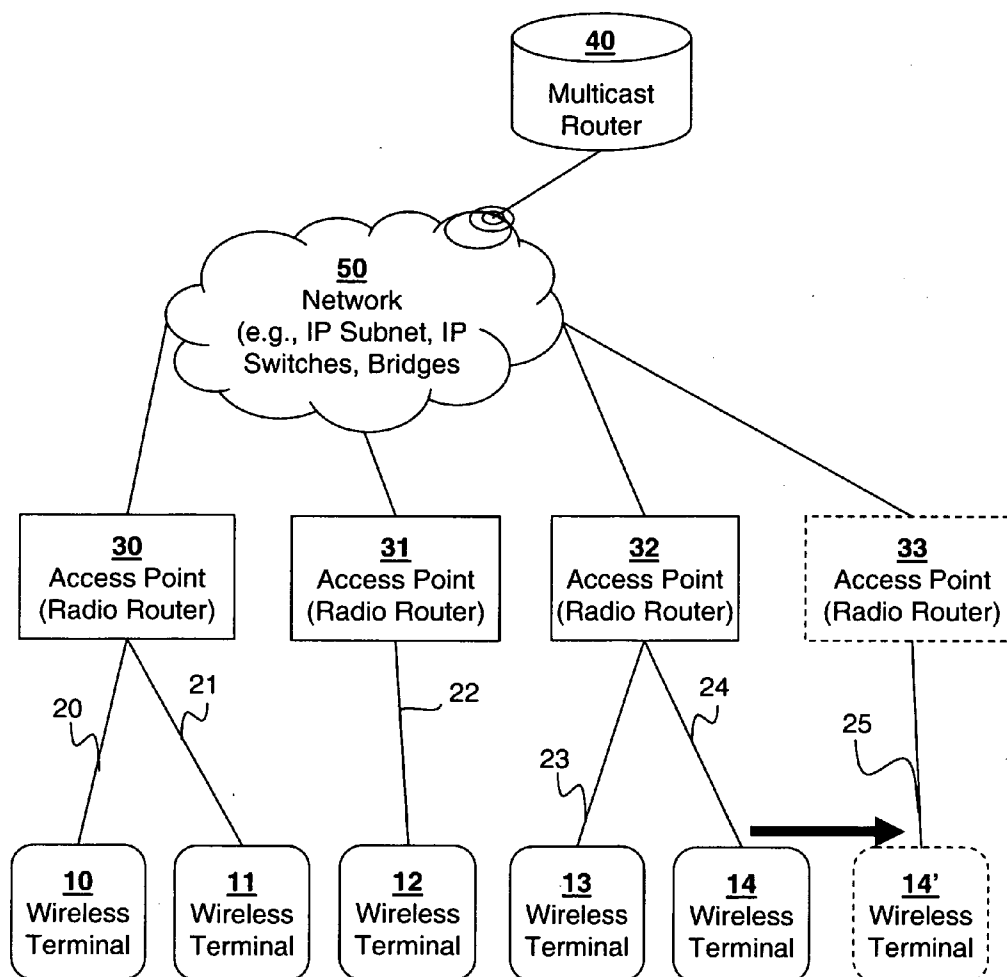 40
Multicast
Router
50
Network
(e.g., IP Subnet, IP
Switches, Bridges
30
Access Point
(Radio Router)
31
Access Point
(Radio Router)
32
Access Point
(Radio Router)
33
Access Point
(Radio Router)
20
21
22
23
24
25
10
Wireless
Terminal
11
Wireless
Terminal
12
Wireless
Terminal
13
Wireless
Terminal
14
Wireless
Terminal
14'
Wireless
Terminal